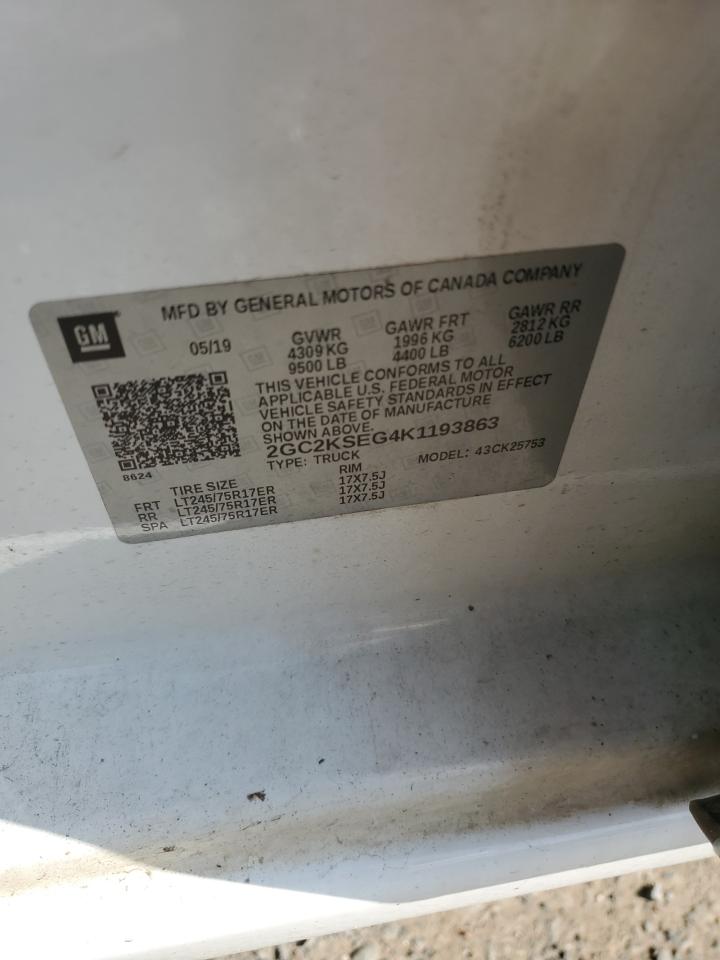 GM
MFD BY GENERAL MOTORS OF CANADA COMPANY
05/19
GVWR
4309 KG
9500 LB
GAWR FRT
1996 KG
4400 LB
GAWR RR
2812 KG
6200 LB
THIS VEHICLE CONFORMS TO ALL
APPLICABLE U.S. FEDERAL MOTOR
VEHICLE SAFETY STANDARDS IN EFFECT
ON THE DATE OF MANUFACTURE
SHOWN ABOVE.
2GC2KSEG4K1193863
TYPE: TRUCK
MODEL: 43CK25753
8624
TIRE SIZE
RIM
FRT LT245/75R17ER 17X7.5J
RR LT245/75R17ER 17X7.5J
SPA LT245/75R17ER 17X7.5J